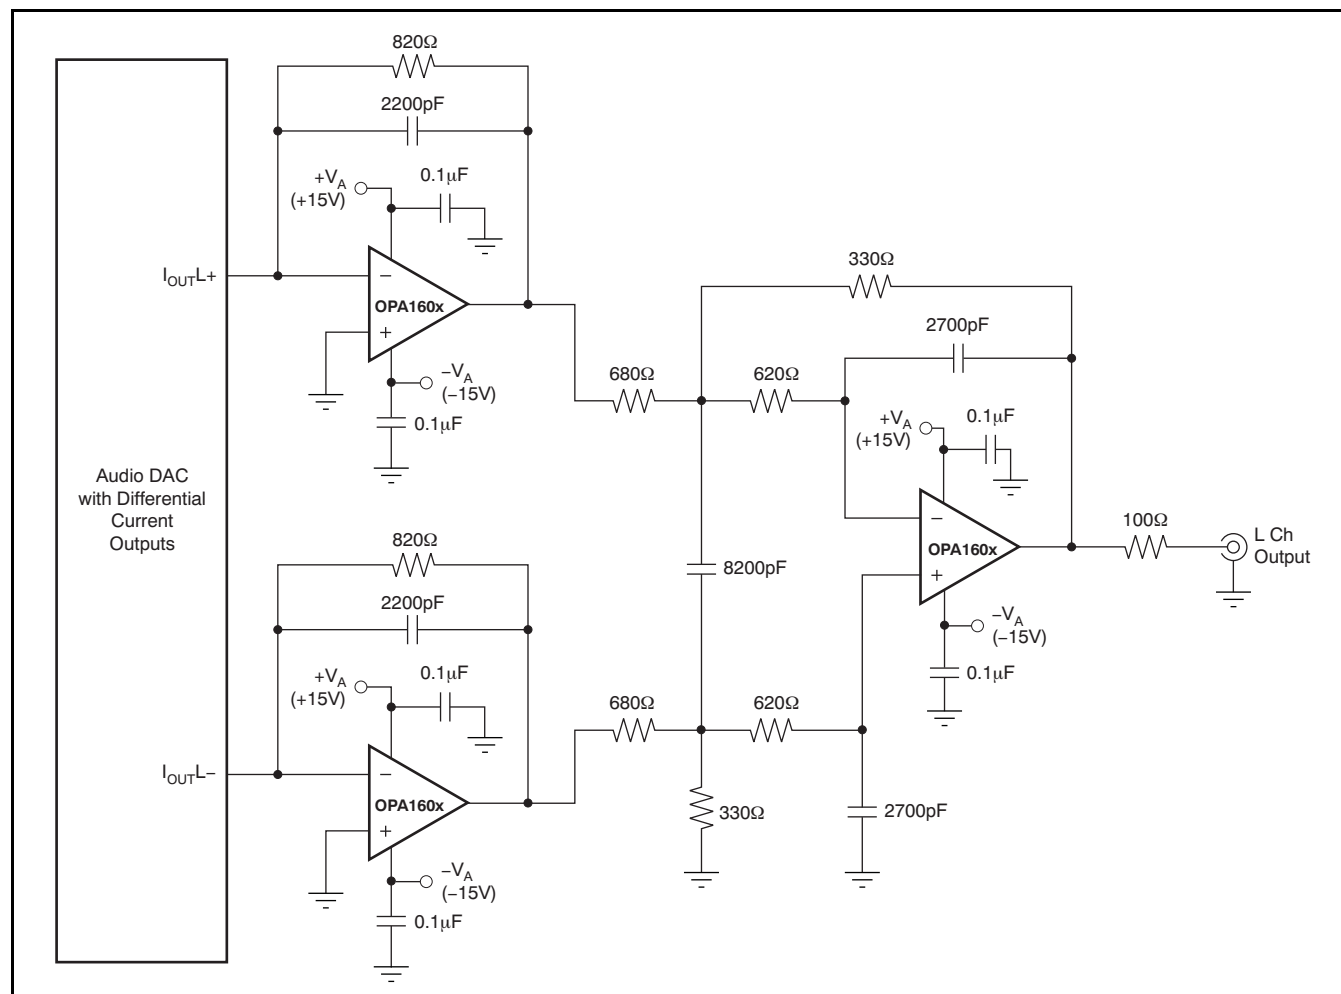 820Ω
2200pF
+VA
(+15V)
0.1µF
IOUTL+
−
OPA160x
+
−VA
(−15V)
0.1µF
330Ω
2700pF
680Ω
620Ω
+VA
(+15V)
0.1µF
Audio DAC
with Differential
Current
Outputs
−
OPA160x
+
100Ω
L Ch
Output
8200pF
−VA
(−15V)
0.1µF
820Ω
2200pF
+VA
(+15V)
0.1µF
680Ω
620Ω
IOUTL−
−
OPA160x
+
330Ω
2700pF
−VA
(−15V)
0.1µF